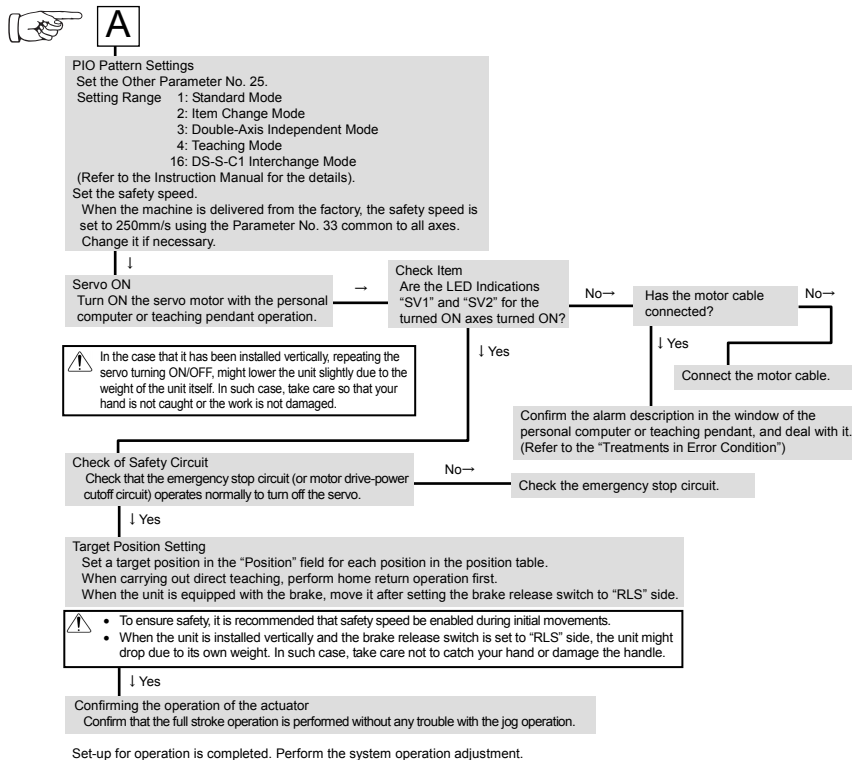 A
PIO Pattern Settings
Set the Other Parameter No. 25.
Setting Range 1: Standard Mode
2: Item Change Mode
3: Double-Axis Independent Mode
4: Teaching Mode
16: DS-S-C1 Interchange Mode
(Refer to the Instruction Manual for the details).
Set the safety speed.
When the machine is delivered from the factory, the safety speed is
set to 250mm/s using the Parameter No. 33 common to all axes.
Change it if necessary.
↓
Servo ON
Turn ON the servo motor with the personal
computer or teaching pendant operation.
→
Check Item
Are the LED Indications
“SV1” and “SV2” for the
turned ON axes turned ON?
No→
Has the motor cable
connected?
No→
Connect the motor cable.
↓ Yes
Confirm the alarm description in the window of the
personal computer or teaching pendant, and deal with it.
(Refer to the “Treatments in Error Condition”)
↓ Yes
In the case that it has been installed vertically, repeating the
servo turning ON/OFF, might lower the unit slightly due to the
weight of the unit itself. In such case, take care so that your
hand is not caught or the work is not damaged.
Check of Safety Circuit
Check that the emergency stop circuit (or motor drive-power
cutoff circuit) operates normally to turn off the servo.
No→
Check the emergency stop circuit.
↓ Yes
Target Position Setting
Set a target position in the “Position” field for each position in the position table.
When carrying out direct teaching, perform home return operation first.
When the unit is equipped with the brake, move it after setting the brake release switch to “RLS” side.
• To ensure safety, it is recommended that safety speed be enabled during initial movements.
• When the unit is installed vertically and the brake release switch is set to “RLS” side, the unit might
drop due to its own weight. In such case, take care not to catch your hand or damage the handle.
↓ Yes
Confirming the operation of the actuator
Confirm that the full stroke operation is performed without any trouble with the jog operation.
Set-up for operation is completed. Perform the system operation adjustment.